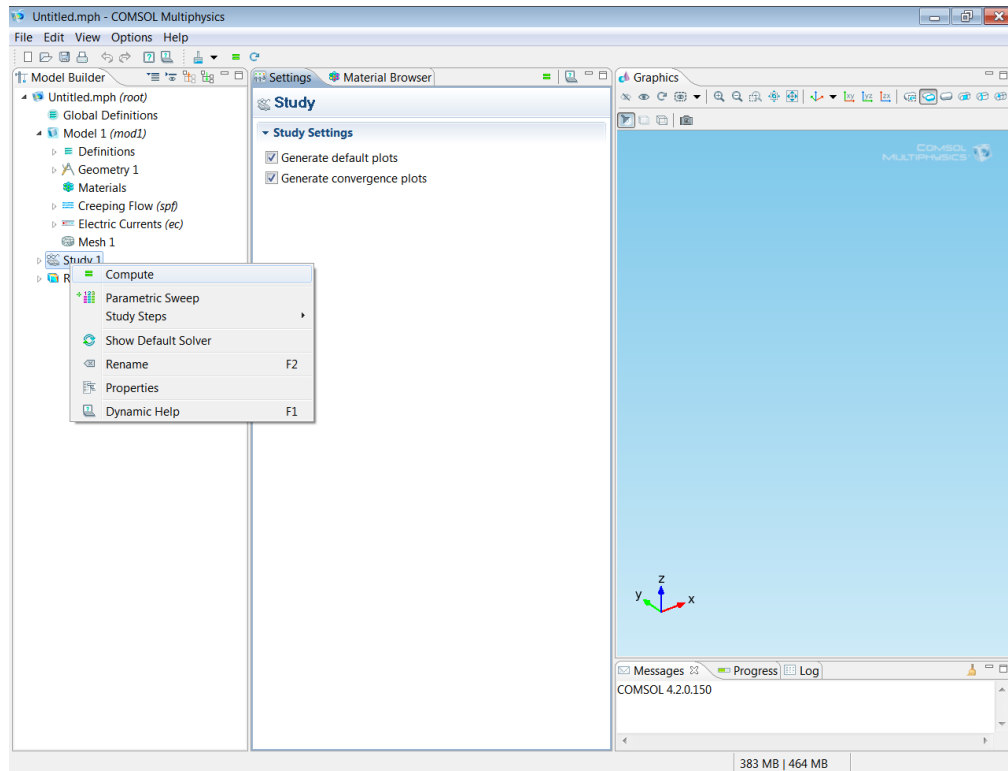 Untitled.mph - COMSOL Multiphysics
File Edit View Options Help
Model Builder
Untitled.mph (root)
Global Definitions
Model 1 (mod1)
Definitions
Geometry 1
Materials
Creeping Flow (spf)
Electric Currents (ec)
Mesh 1
Study 1
R
Compute
Parametric Sweep
Study Steps
Show Default Solver
Rename F2
Properties
Dynamic Help F1
Settings Material Browser
Study
Study Settings
Generate default plots
Generate convergence plots
Graphics
xy yz zx
COMSOL
MULTIPHYSICS
z
y x
Messages Progress Log
COMSOL 4.2.0.150
383 MB | 464 MB